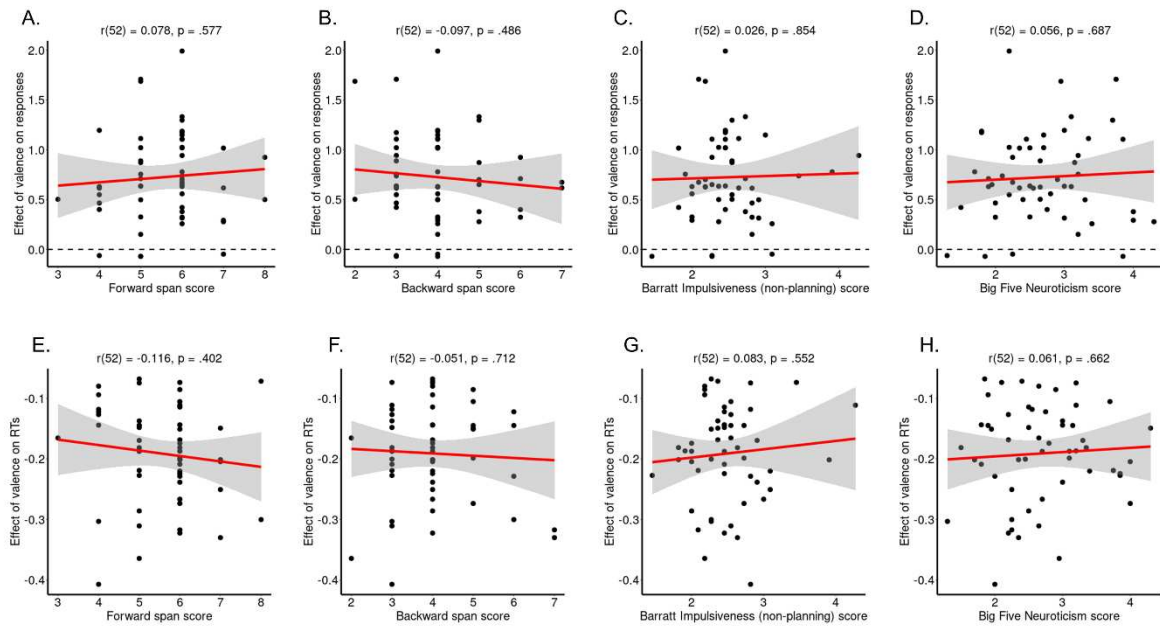 A.
r(52) = 0.078, p = .577
Effect of valence on responses
2.0
1.5
1.0
0.5
0.0
3 4 5 6 7 8
Forward span score
B.
r(52) = -0.097, p = .486
Effect of valence on responses
2.0
1.5
1.0
0.5
0.0
2 3 4 5 6 7
Backward span score
C.
r(52) = 0.026, p = .854
Effect of valence on responses
2.0
1.5
1.0
0.5
0.0
2 3 4
Barratt Impulsiveness (non-planning) score
D.
r(52) = 0.056, p = .687
Effect of valence on responses
2.0
1.5
1.0
0.5
0.0
2 3 4
Big Five Neuroticism score
E.
r(52) = -0.116, p = .402
Effect of valence on RTs
-0.1
-0.2
-0.3
-0.4
3 4 5 6 7 8
Forward span score
F.
r(52) = -0.051, p = .712
Effect of valence on RTs
-0.1
-0.2
-0.3
-0.4
2 3 4 5 6 7
Backward span score
G.
r(52) = 0.083, p = .552
Effect of valence on RTs
-0.1
-0.2
-0.3
-0.4
2 3 4
Barratt Impulsiveness (non-planning) score
H.
r(52) = 0.061, p = .662
Effect of valence on RTs
-0.1
-0.2
-0.3
-0.4
2 3 4
Big Five Neuroticism score